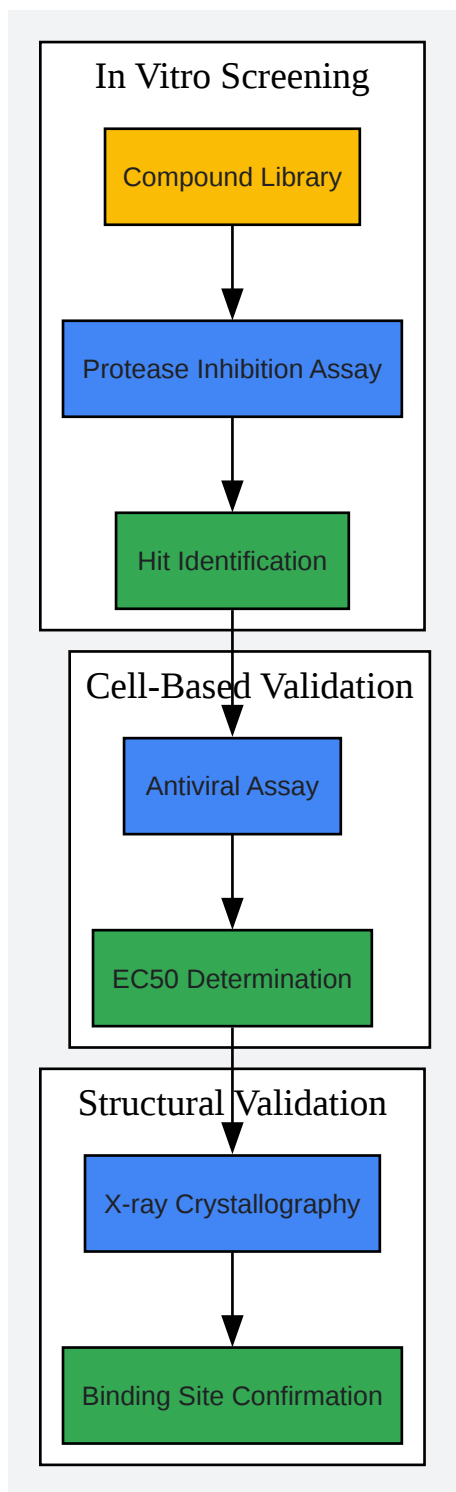 In Vitro Screening
Compound Library
Protease Inhibition Assay
Hit Identification
Cell-Based Validation
Antiviral Assay
EC50 Determination
Structural Validation
X-ray Crystallography
Binding Site Confirmation